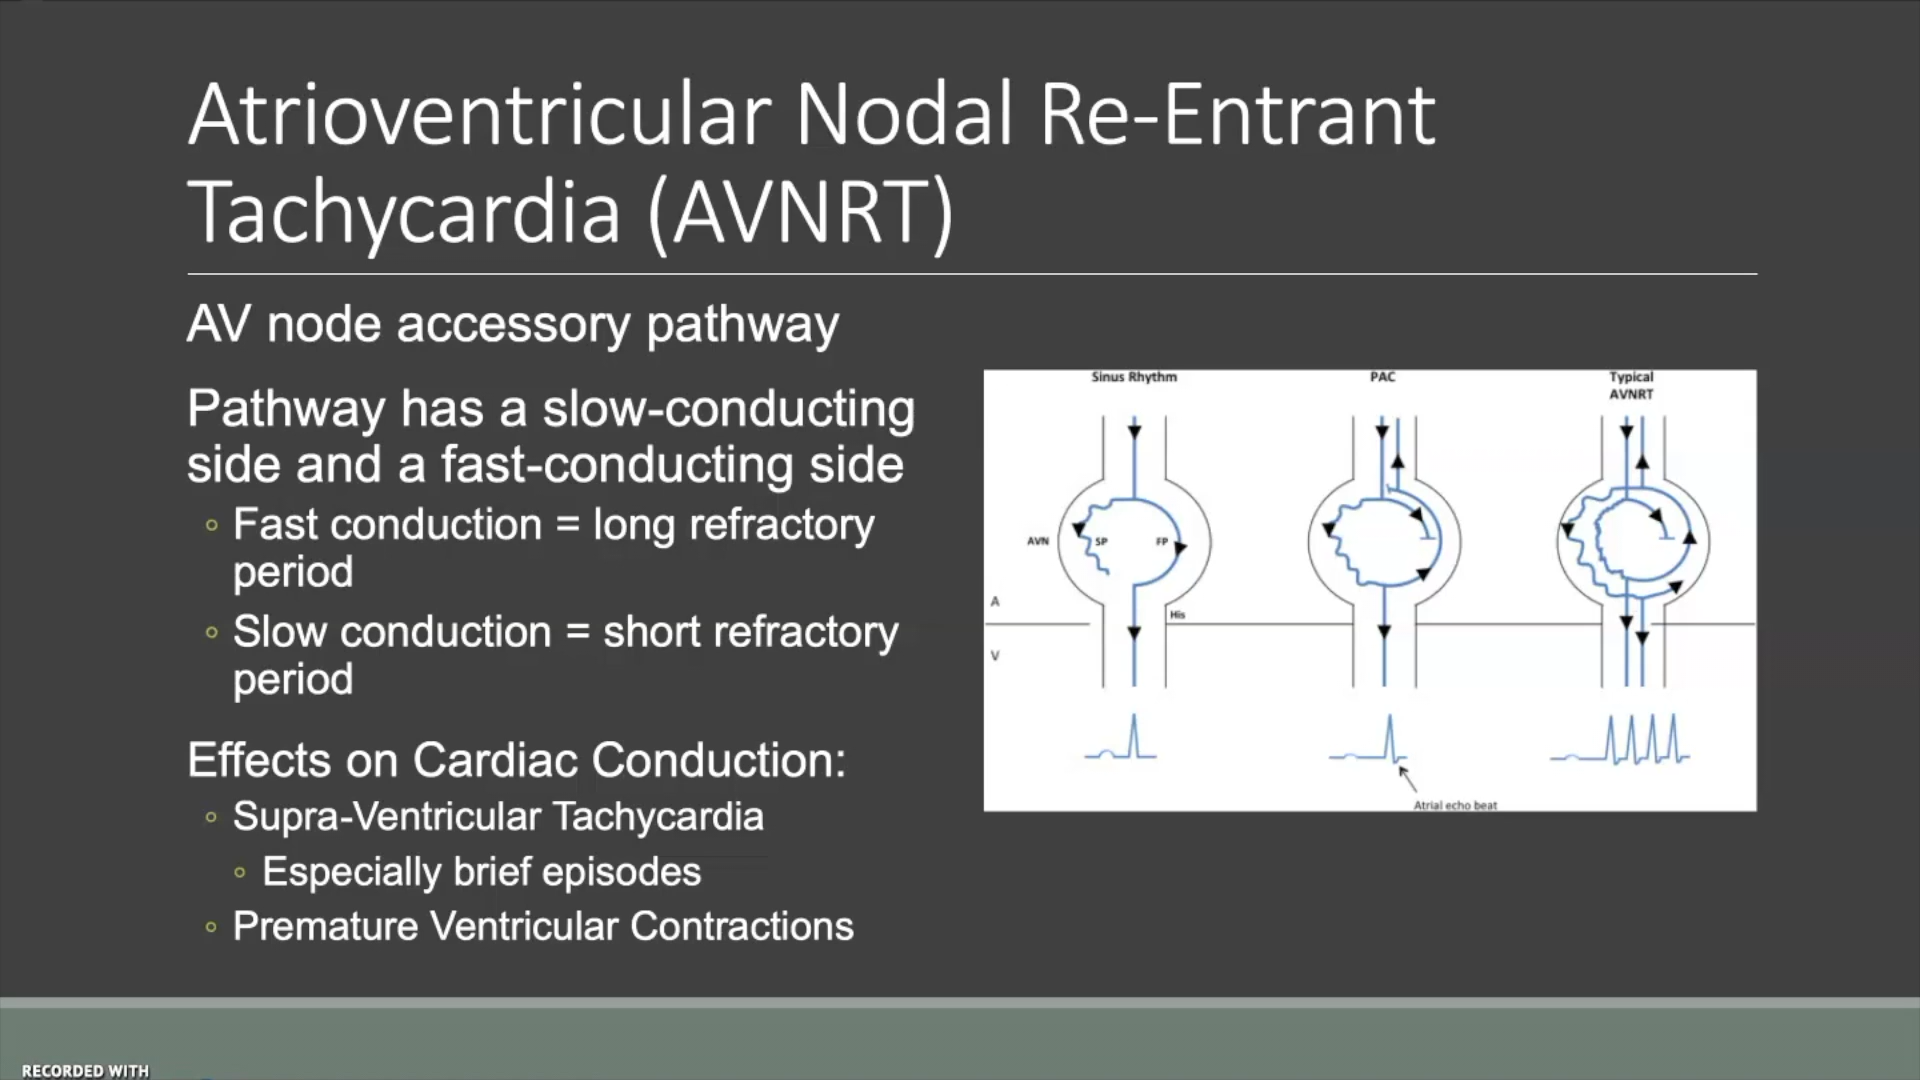 Atrioventricular Nodal Re-Entrant
Tachycardia (AVNRT)
AV node accessory pathway
Pathway has a slow-conducting
side and a fast-conducting side
◦ Fast conduction = long refractory
period
◦ Slow conduction = short refractory
period
Effects on Cardiac Conduction:
◦ Supra-Ventricular Tachycardia
◦ Especially brief episodes
◦ Premature Ventricular Contractions
Sinus Rhythm
PAC
Typical
AVNRT
AVN
SP
FP
A
His
V
Atrial echo beat
RECORDED WITH